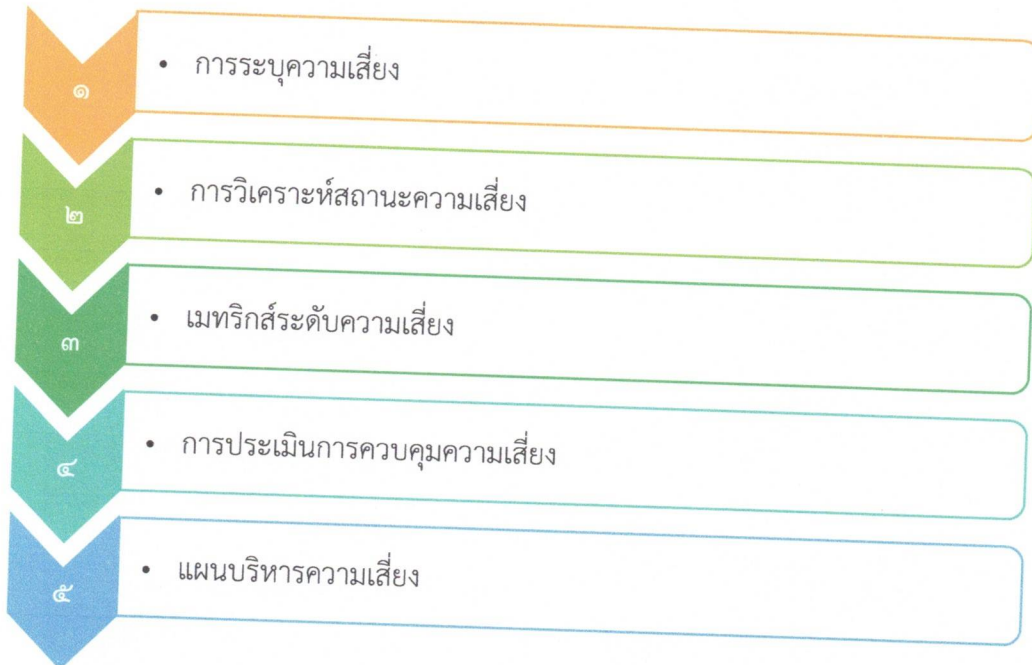 ๑
• การระบุความเสี่ยง
๒
• การวิเคราะห์สถานะความเสี่ยง
๓
• เมทริกส์ระดับความเสี่ยง
๔
• การประเมินการควบคุมความเสี่ยง
๕
• แผนบริหารความเสี่ยง